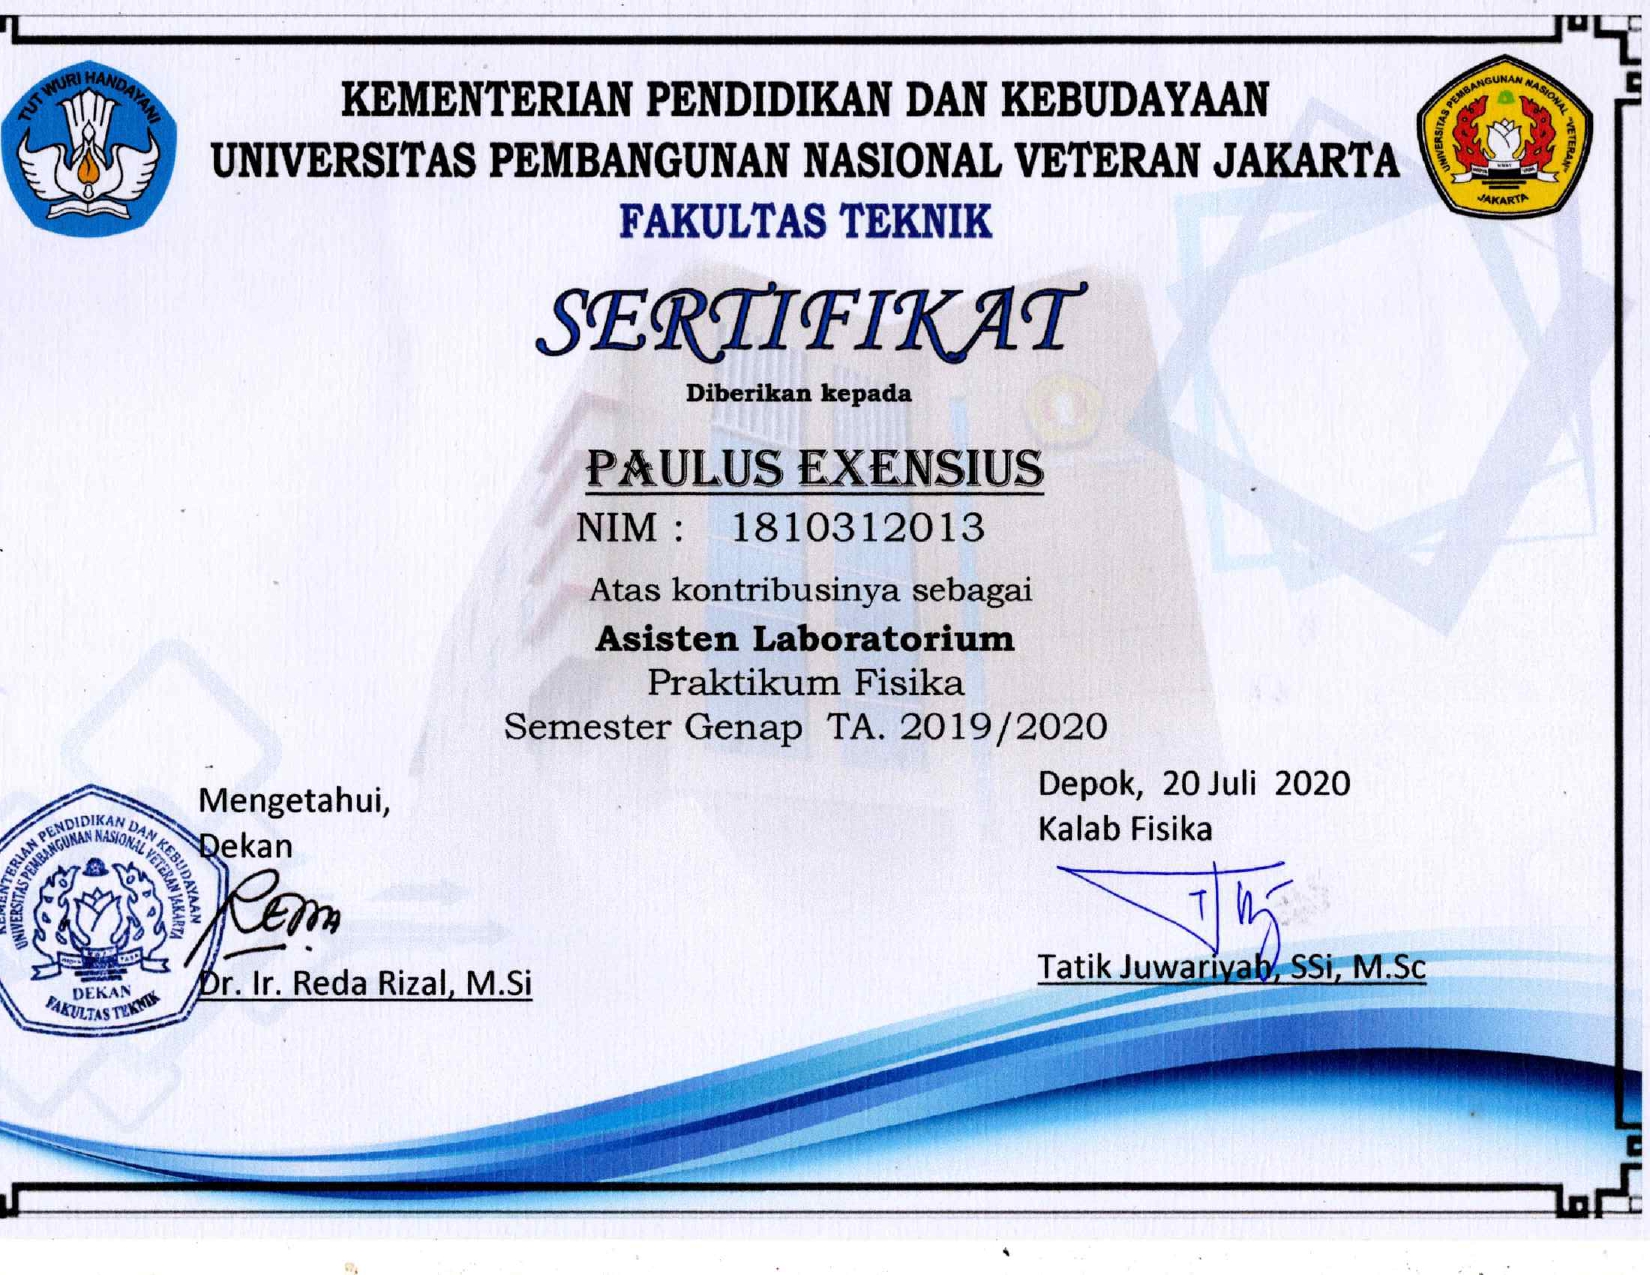 TUT WURI HANDAYANI
KEMENTERIAN PENDIDIKAN DAN KEBUDAYAAN
UNIVERSITAS PEMBANGUNAN NASIONAL VETERAN JAKARTA
FAKULTAS TEKNIK
UNIVERSITAS PEMBANGUNAN NASIONAL "VETERAN"
JAKARTA
SERTIFIKAT
Diberikan kepada
PAULUS EXENSIUS
NIM : 1810312013
Atas kontribusinya sebagai
Asisten Laboratorium
Praktikum Fisika
Semester Genap TA. 2019/2020
Mengetahui,
Dekan
Dr. Ir. Reda Rizal, M.Si
KEMENTERIAN PENDIDIKAN DAN KEBUDAYAAN
UNIVERSITAS PEMBANGUNAN NASIONAL VETERAN JAKARTA
DEKAN
FAKULTAS TEKNIK
Depok, 20 Juli 2020
Kalab Fisika
Tatik Juwariyah, SSi, M.Sc